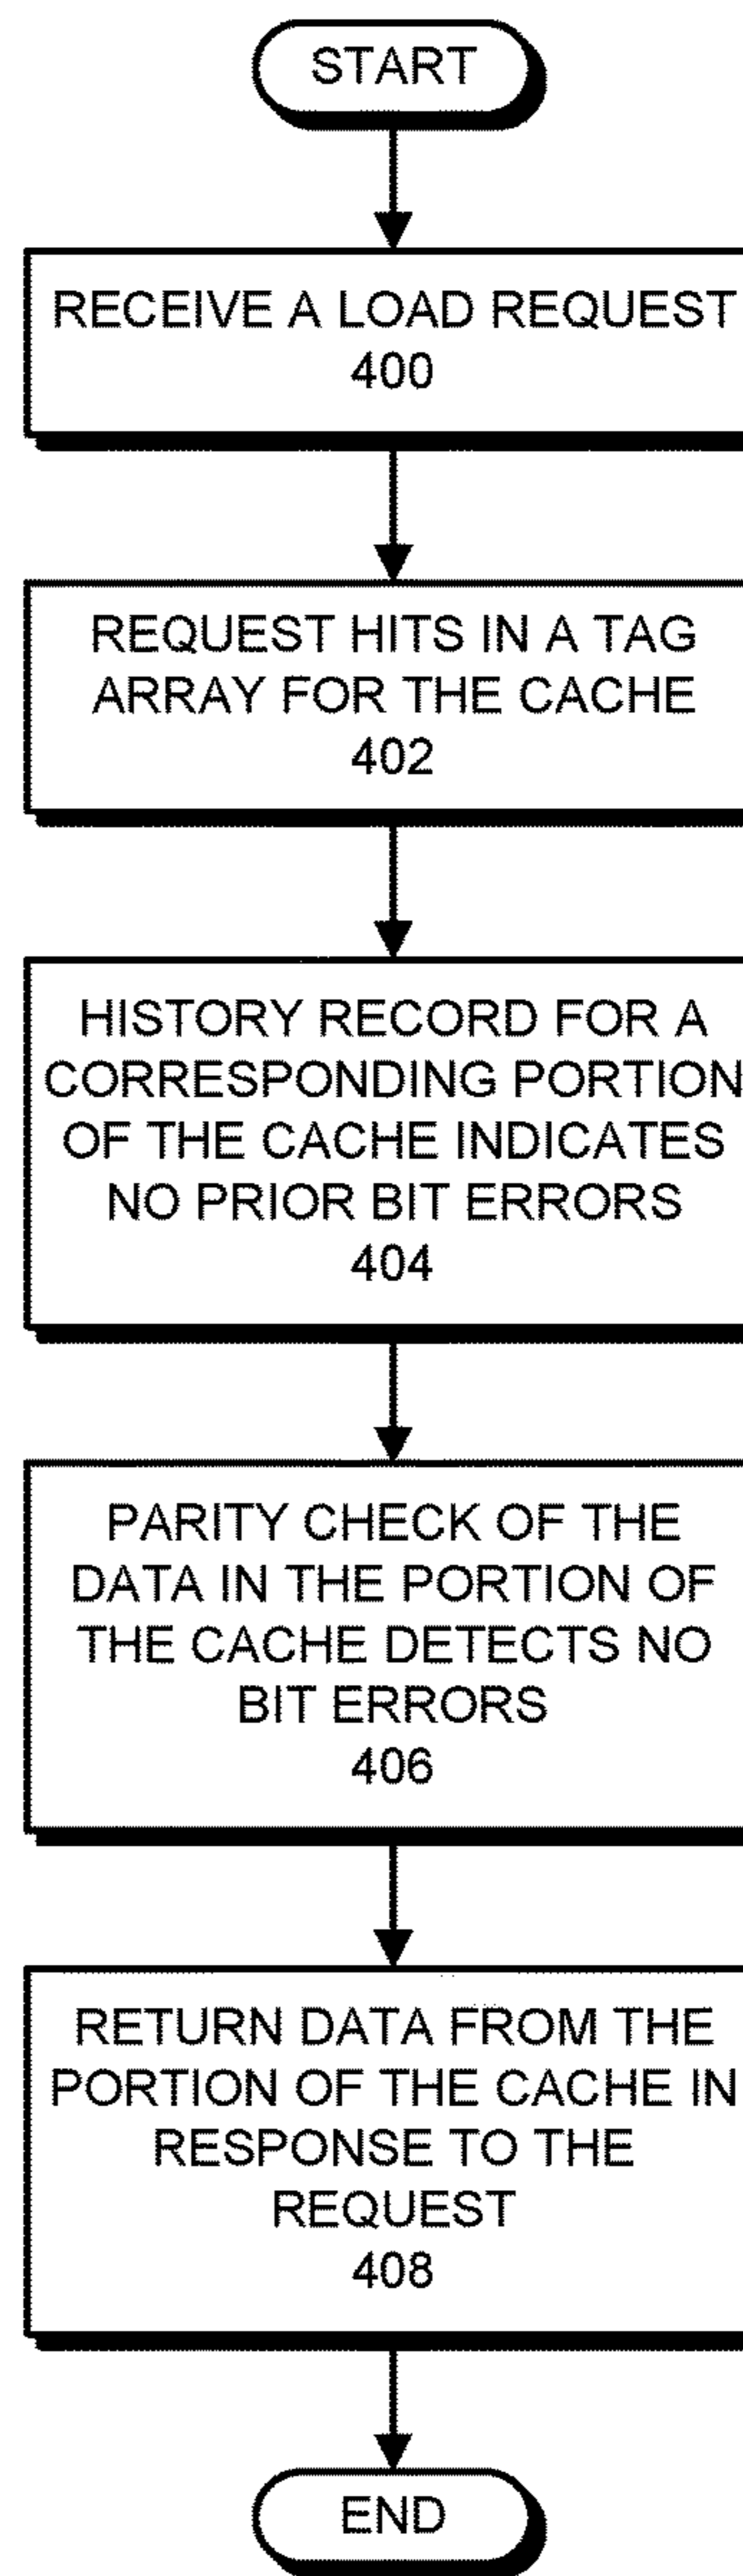 START
RECEIVE A LOAD REQUEST
400
REQUEST HITS IN A TAG
ARRAY FOR THE CACHE
402
HISTORY RECORD FOR A
CORRESPONDING PORTION
OF THE CACHE INDICATES
NO PRIOR BIT ERRORS
404
PARITY CHECK OF THE
DATA IN THE PORTION OF
THE CACHE DETECTS NO
BIT ERRORS
406
RETURN DATA FROM THE
PORTION OF THE CACHE IN
RESPONSE TO THE
REQUEST
408
END